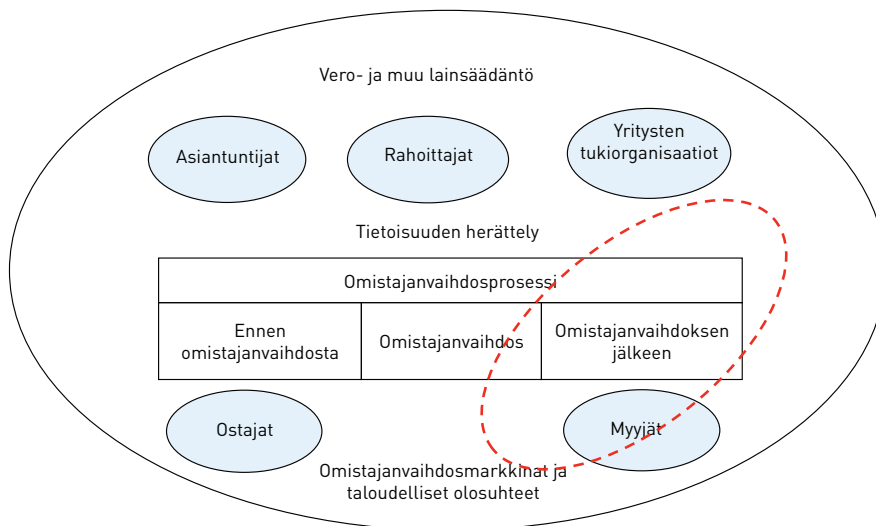 Vero- ja muu lainsäädäntö
Asiantuntijat
Rahoittajat
Yritysten
tukiorganisaatiot
Tietoisuuden herättely
Omistajanvaihdosprosessi
Ennen
omistajanvaihdosta
Omistajanvaihdos
Omistajanvaihdoksen
jälkeen
Ostajat
Myyjät
Omistajanvaihdosmarkkinat ja
taloudelliset olosuhteet